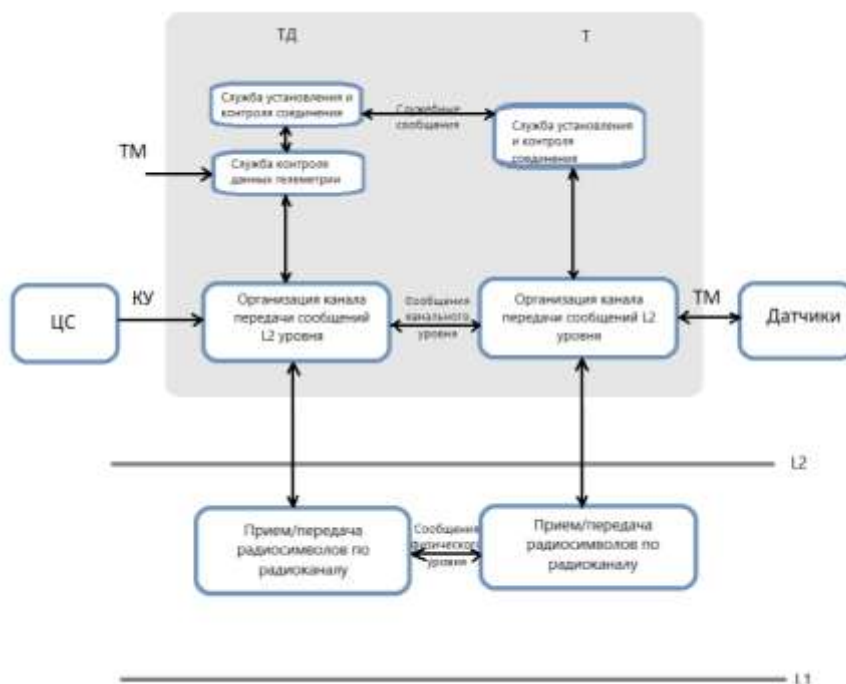 ТД
Т
Служба установления и
контроля соединения
Служебные
сообщения
Служба установления
и контроля
соединения
ТМ
Служба контроля
данных телеметрии
ЦС
КУ
Организация канала
передачи сообщений
L2 уровня
Сообщения
канального
уровня
Организация канала
передачи сообщений L2
уровня
ТМ
Датчики
L2
Прием/передача
радиосимволов по
радиоканалу
Сообщения
физического
уровня
Прием/передача
радиосимволов по
радиоканалу
L1